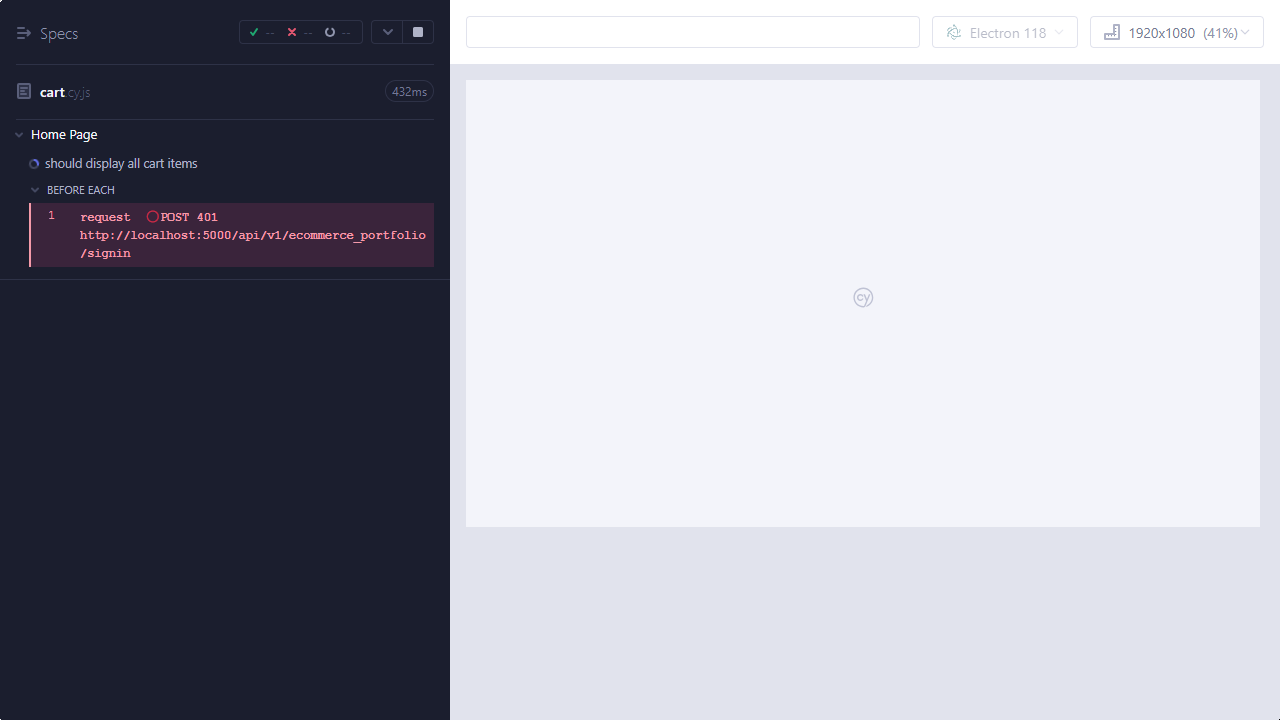 Specs -- -- --
cart.cy.js 432ms
Home Page
should display all cart items
BEFORE EACH
1 request POST 401
http://localhost:5000/api/v1/ecommerce_portfolio
/signin
Electron 118 1920x1080 (41%)
cy